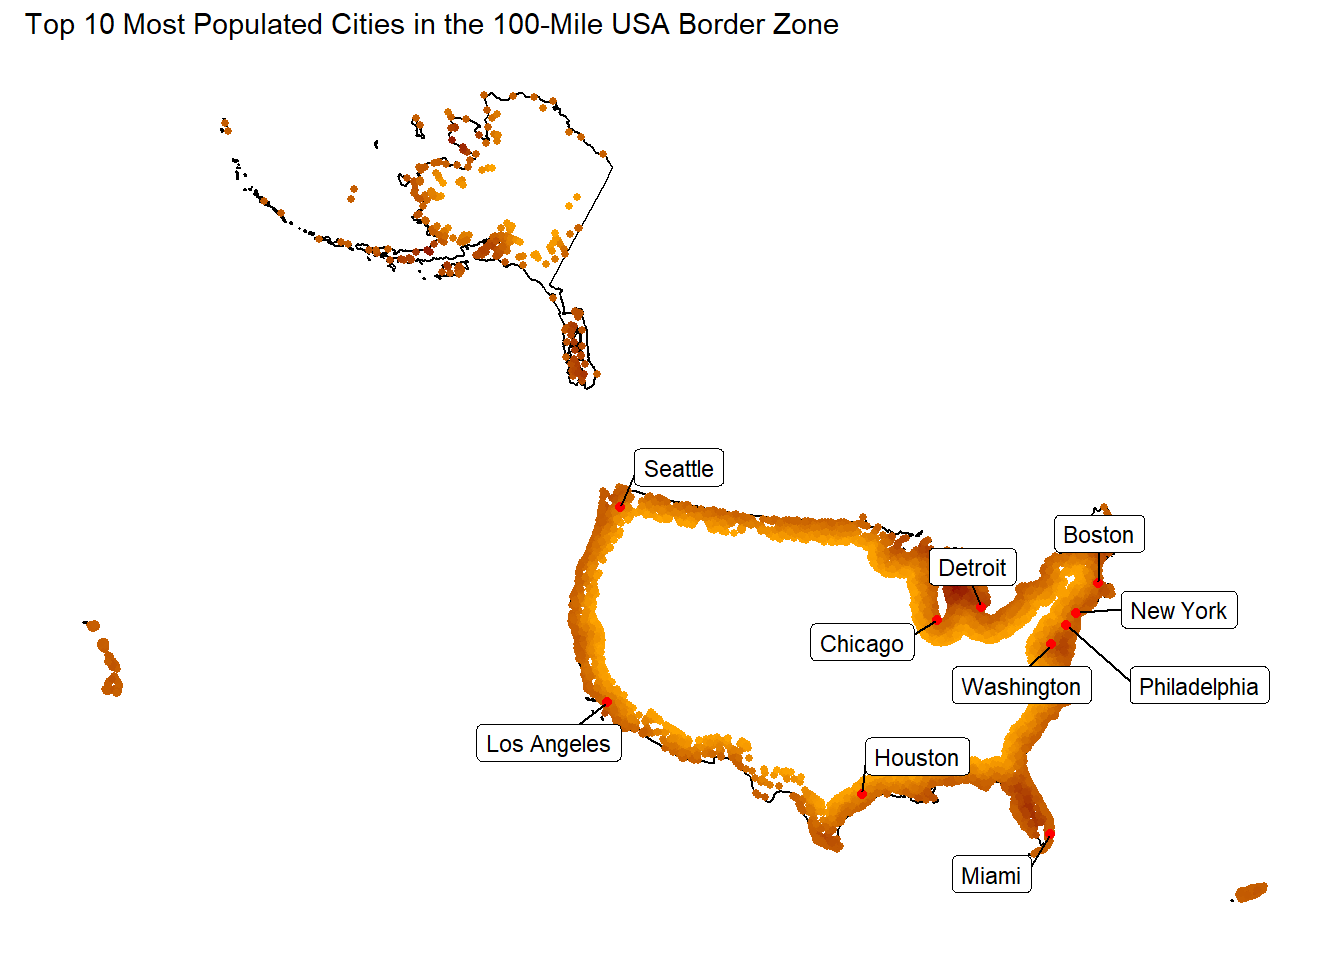 Top 10 Most Populated Cities in the 100-Mile USA Border Zone
Seattle
Boston
Detroit
New York
Chicago
Washington
Philadelphia
Los Angeles
Houston
Miami